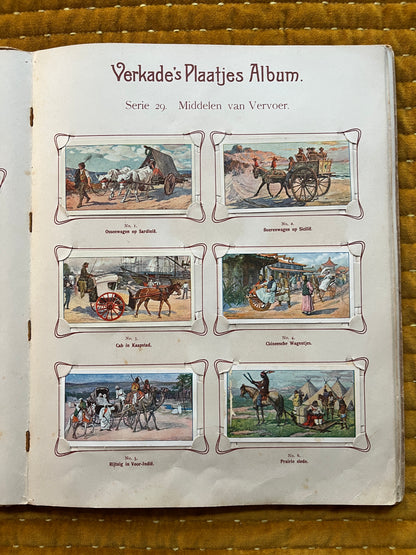 Verkade's Plaatjes Album.
Serie 29. Middelen van Vervoer.
No. 1.
Ossenwagen op Sardinië.
No. 2.
Boerenwagen op Sicilië.
No. 3.
Cab in Kaapstad.
No. 4.
Chineesche Wagentjes.
No. 5.
Rijtuig in Voor-Indië.
No. 6.
Prairie slede.